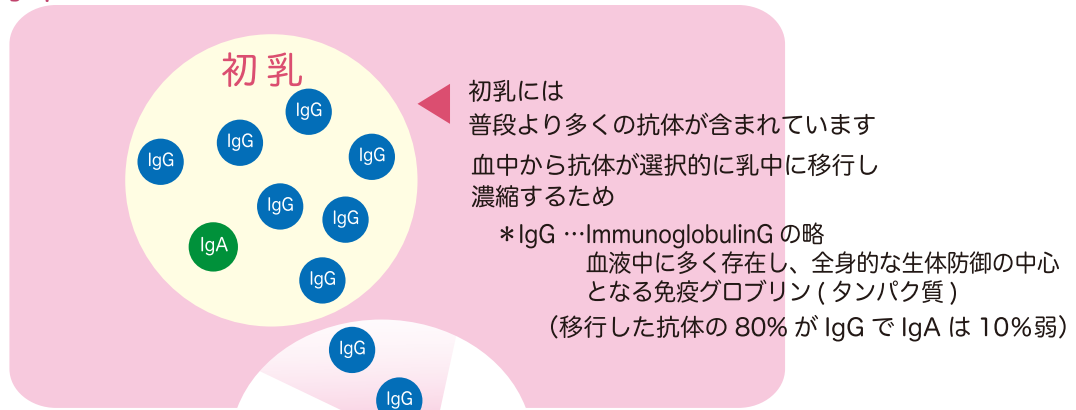 初乳
IgG
IgG
IgG
IgG
IgG
IgG
IgA
IgG
IgG
IgG
初乳には
普段より多くの抗体が含まれています
血中から抗体が選択的に乳中に移行し
濃縮するため
＊IgG …ImmunoglobulinG の略
血液中に多く存在し、全身的な生体防御の中心
となる免疫グロブリン ( タンパク質 )
（移行した抗体の 80% が IgG で IgA は 10%弱）